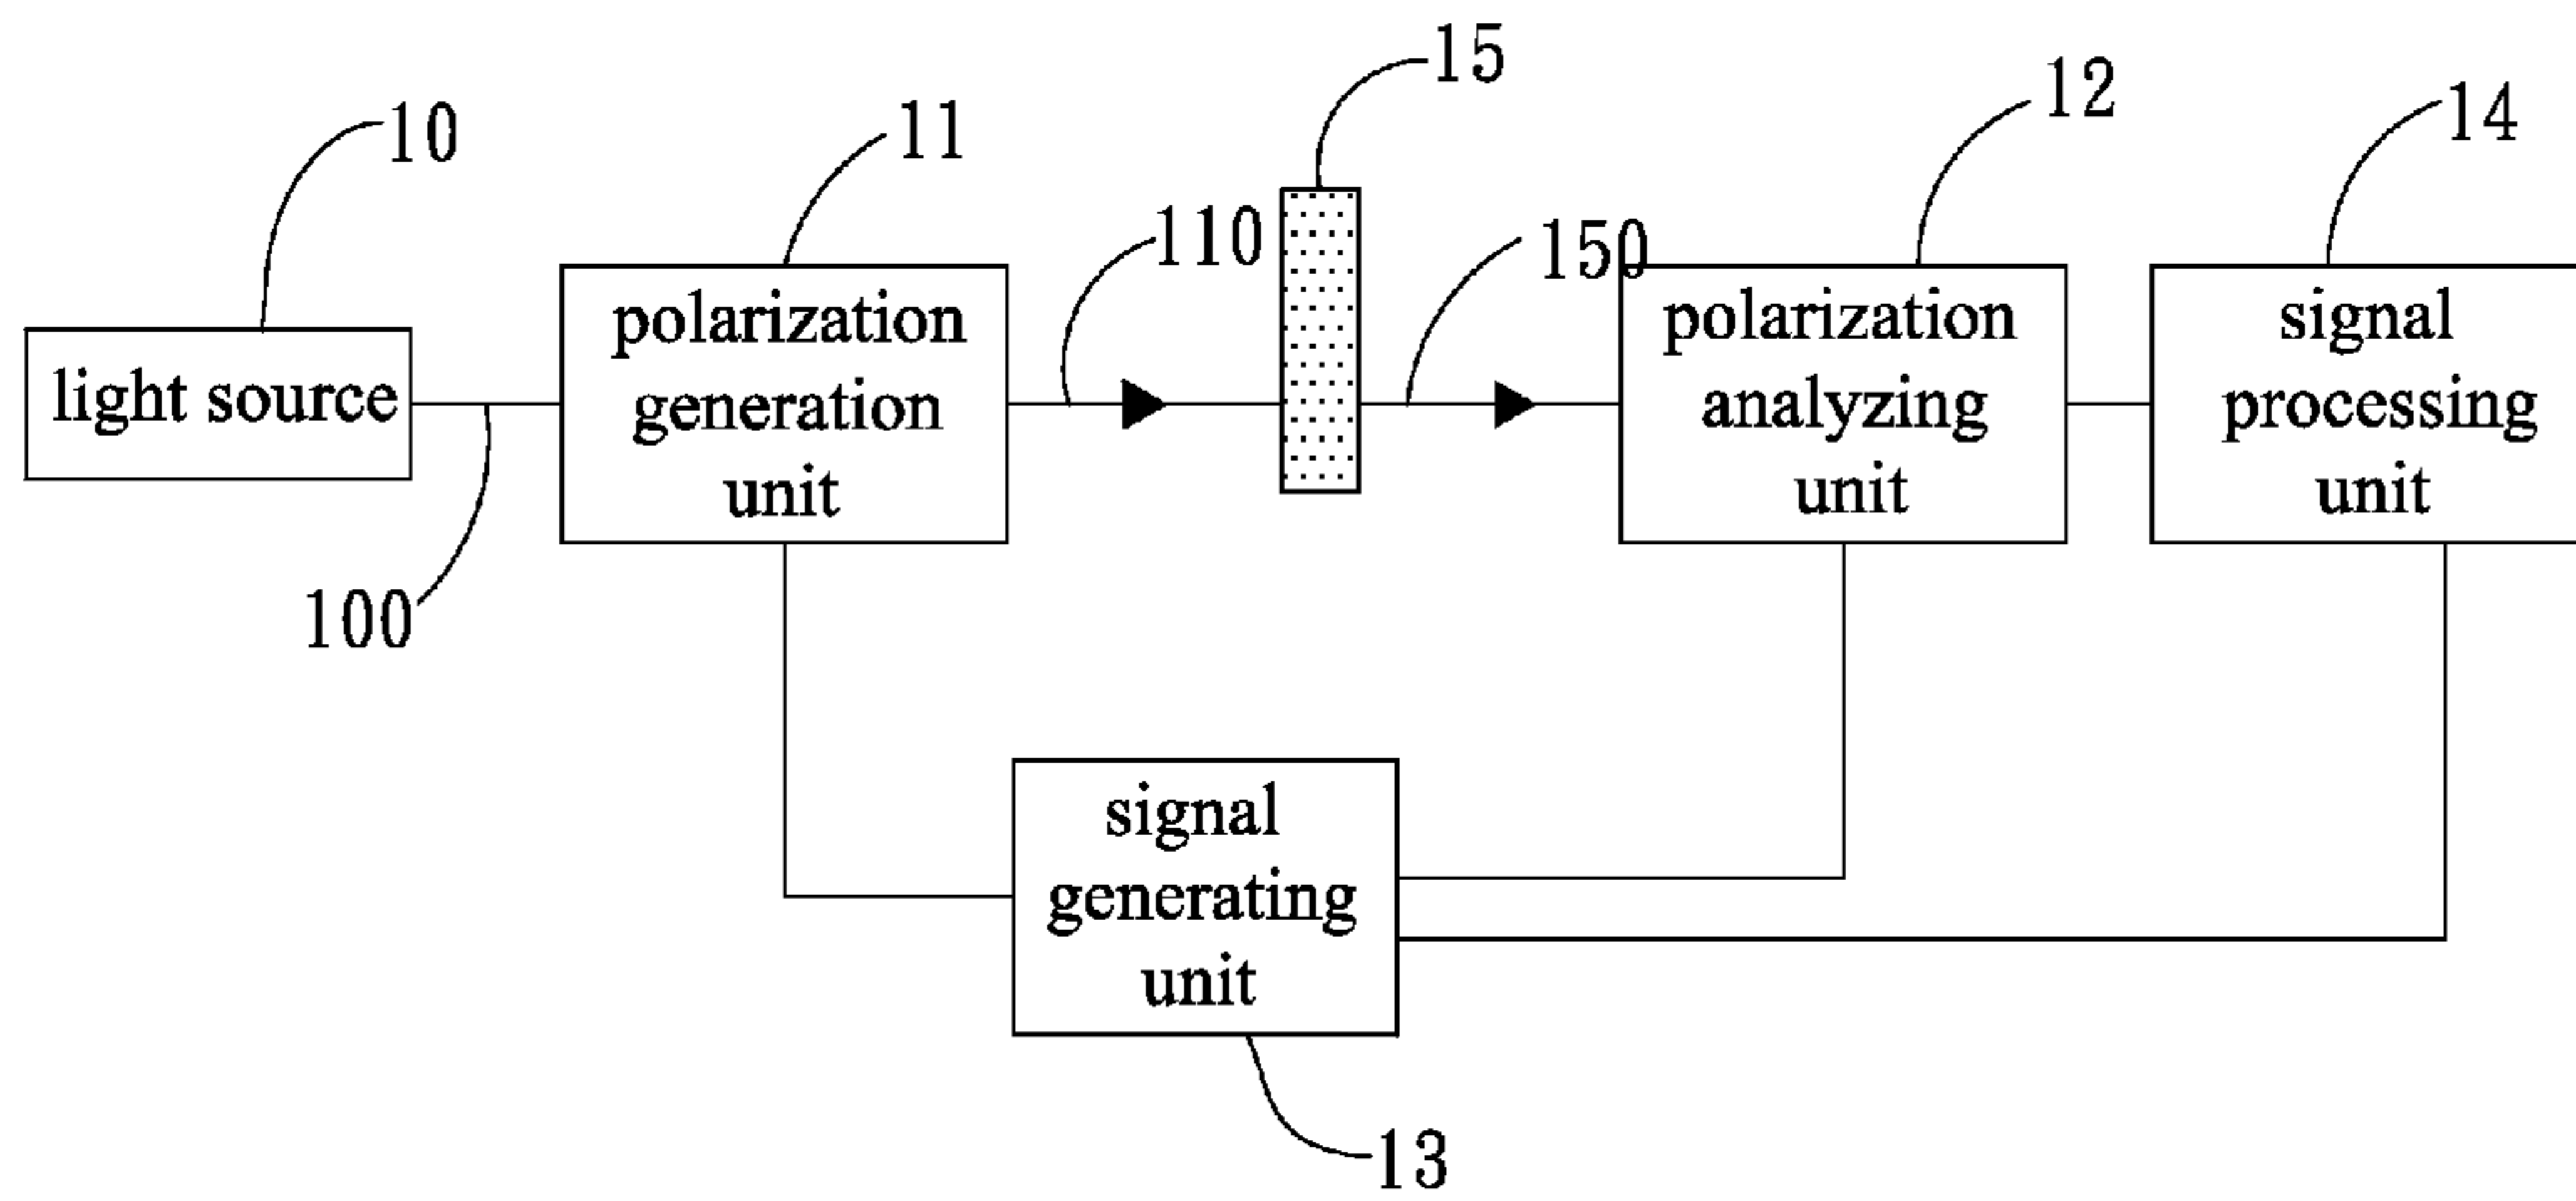 15
12
10
11
14
110
150
light source
polarization
generation
unit
polarization
analyzing
unit
signal
processing
unit
100
signal
generating
unit
13